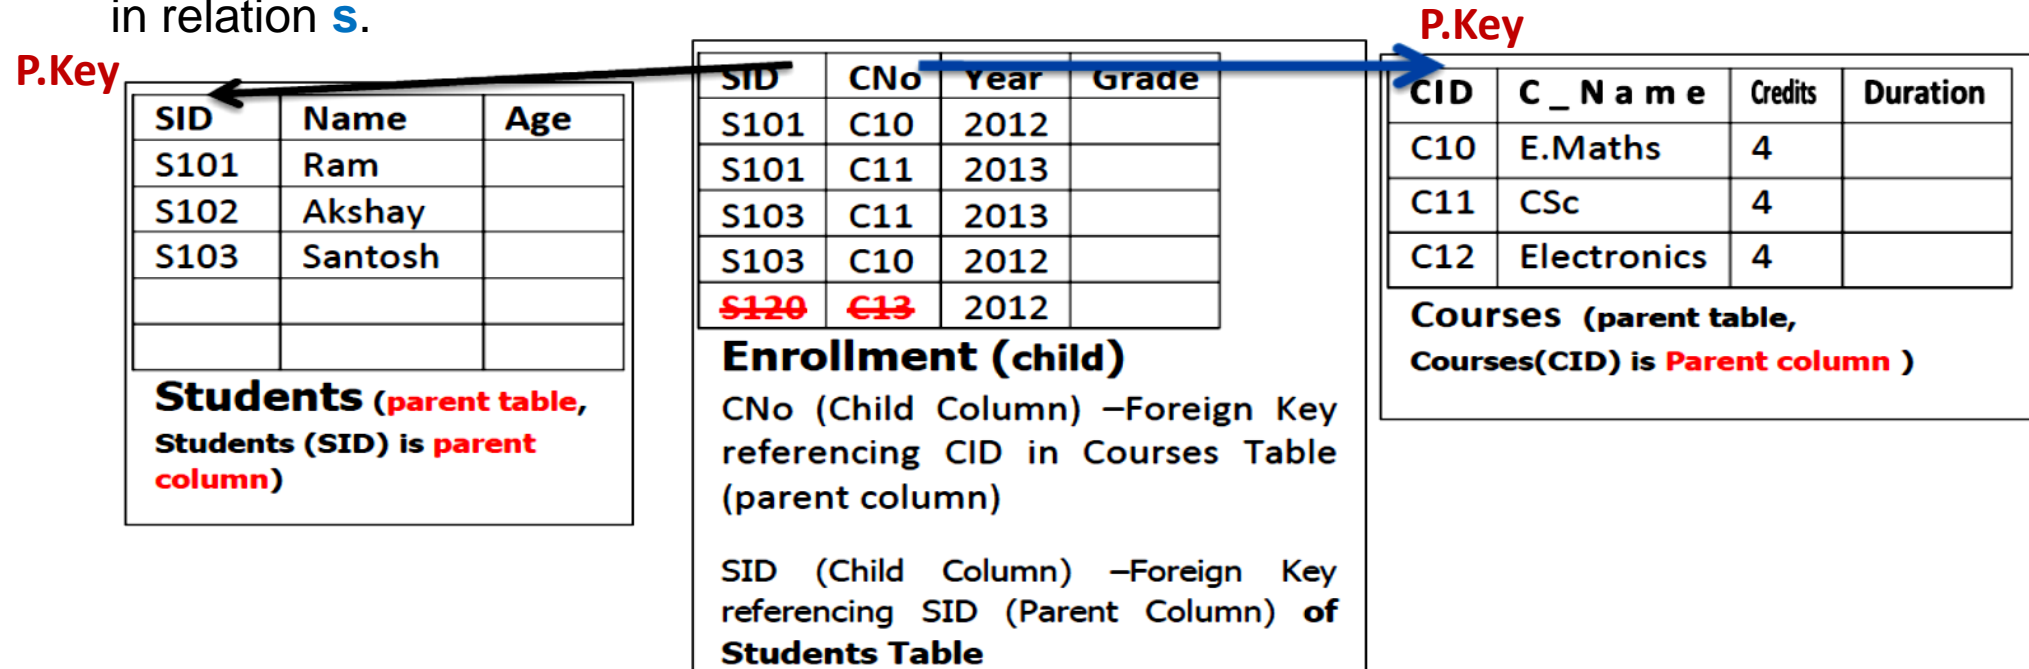 in relation s.
P.Key
P.Key
SID Name Age
S101 Ram
S102 Akshay
S103 Santosh
Students (parent table,
Students (SID) is parent
column)
SID CNo Year Grade
S101 C10 2012
S101 C11 2013
S103 C11 2013
S103 C10 2012
S120 C13 2012
Enrollment (child)
CNo (Child Column) –Foreign Key
referencing CID in Courses Table
(parent column)
SID (Child Column) –Foreign Key
referencing SID (Parent Column) of
Students Table
CID C_Name Credits Duration
C10 E.Maths 4
C11 CSc 4
C12 Electronics 4
Courses (parent table,
Courses(CID) is Parent column )